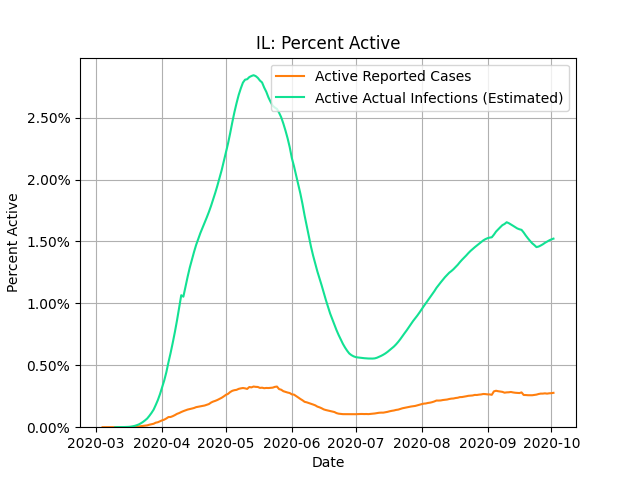 IL: Percent Active
Active Reported Cases
Active Actual Infections (Estimated)
Percent Active
2.50%
2.00%
1.50%
1.00%
0.50%
0.00%
2020-03 2020-04 2020-05 2020-06 2020-07 2020-08 2020-09 2020-10
Date